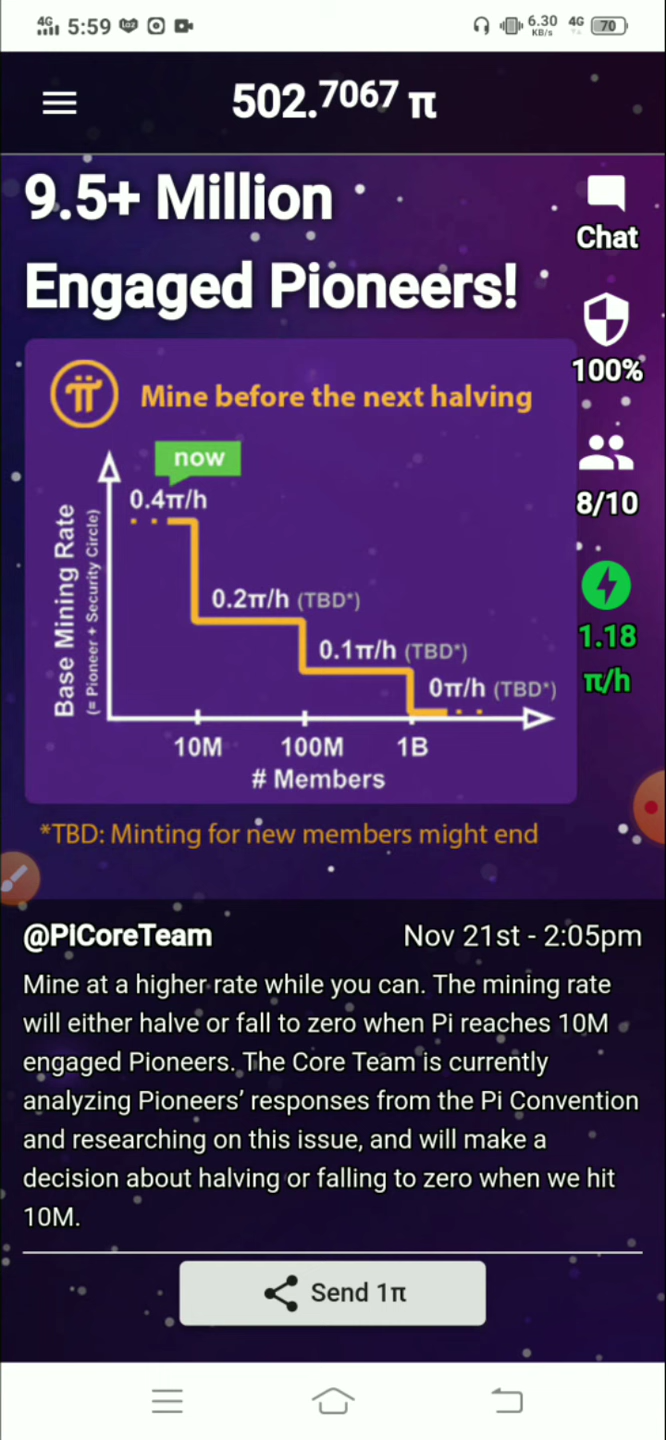 4G 5:59 6.30 KB/s 4G 70
502.7067 π
9.5+ Million
Engaged Pioneers!
Chat
100%
8/10
1.18
π/h
Mine before the next halving
now
0.4π/h
0.2π/h (TBD*)
0.1π/h (TBD*)
0π/h (TBD*)
Base Mining Rate
(= Pioneer + Security Circle)
10M 100M 1B
# Members
*TBD: Minting for new members might end
@PiCoreTeam Nov 21st - 2:05pm
Mine at a higher rate while you can. The mining rate
will either halve or fall to zero when Pi reaches 10M
engaged Pioneers. The Core Team is currently
analyzing Pioneers’ responses from the Pi Convention
and researching on this issue, and will make a
decision about halving or falling to zero when we hit
10M.
Send 1π